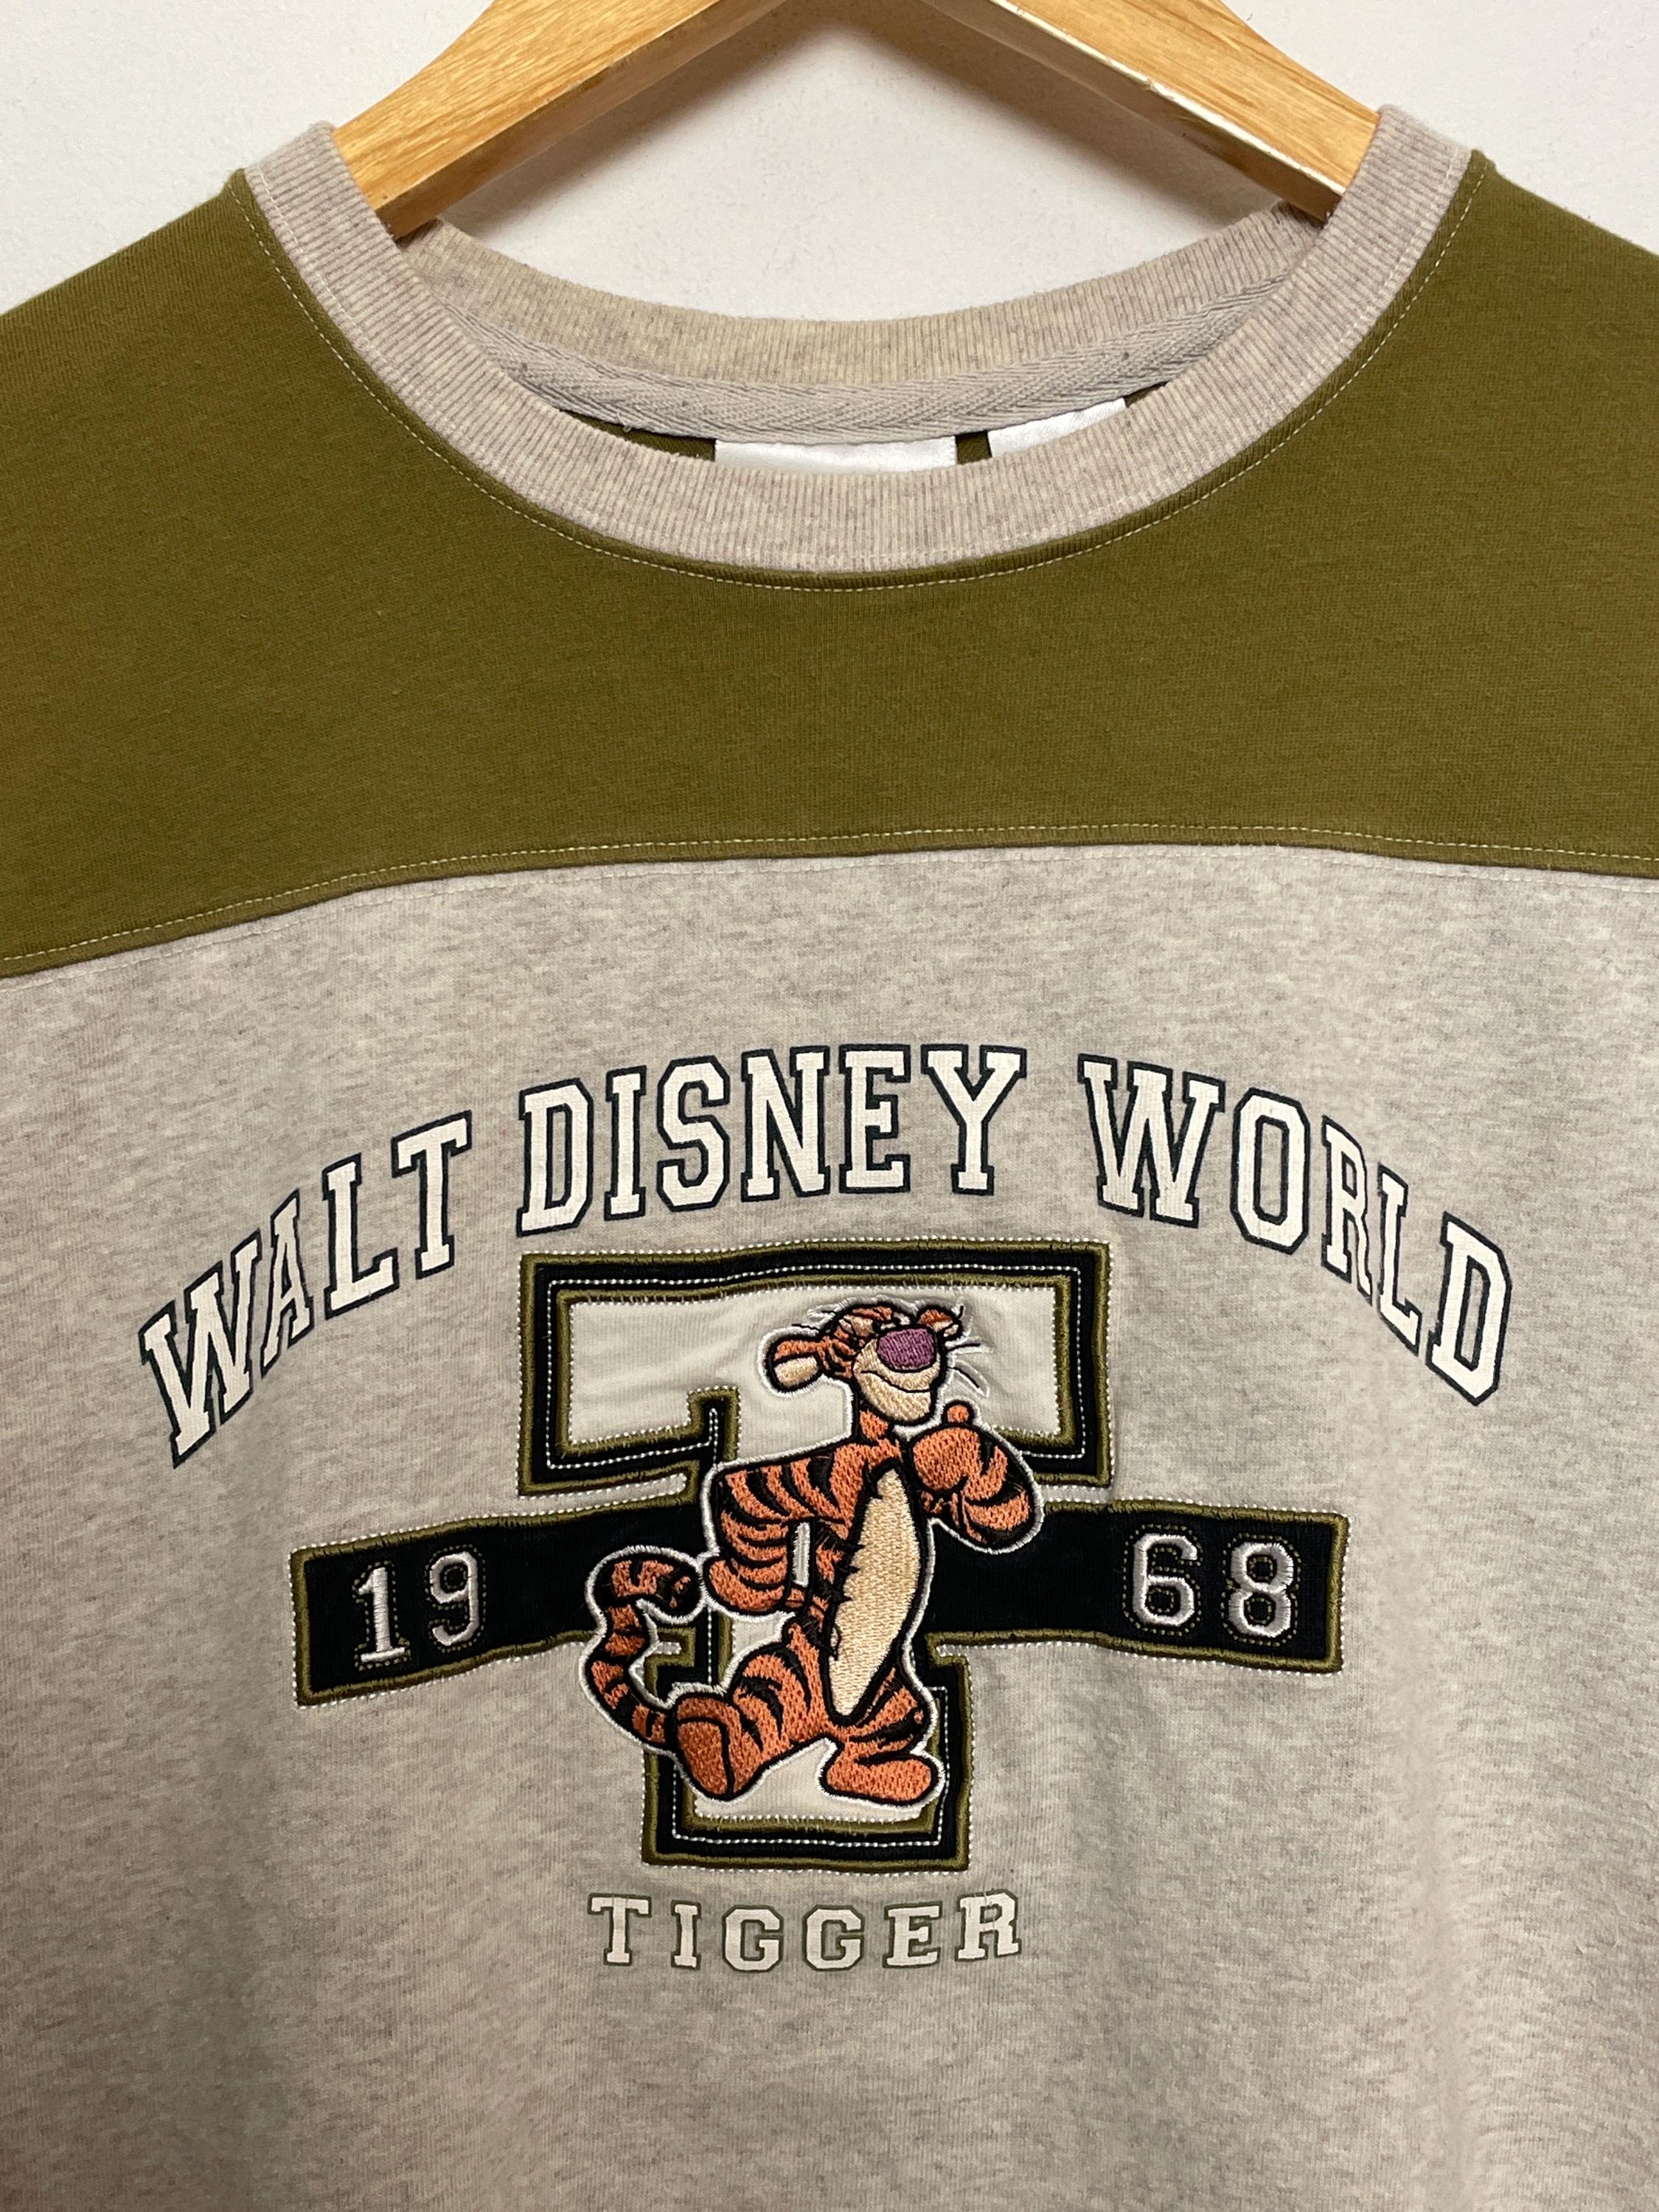 WALT DISNEY WORLD
T
19 68
TIGGER